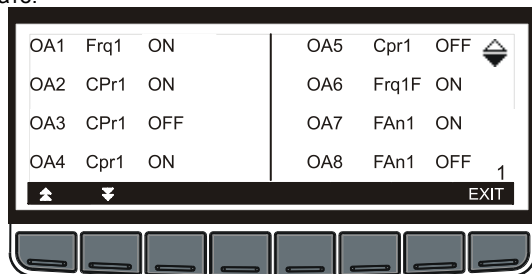 OA1 Frq1 ON
OA2 CPr1 ON
OA3 CPr1 OFF
OA4 Cpr1 ON
OA5 Cpr1 OFF
OA6 Frq1F ON
OA7 FAn1 ON
OA8 FAn1 OFF
1
EXIT